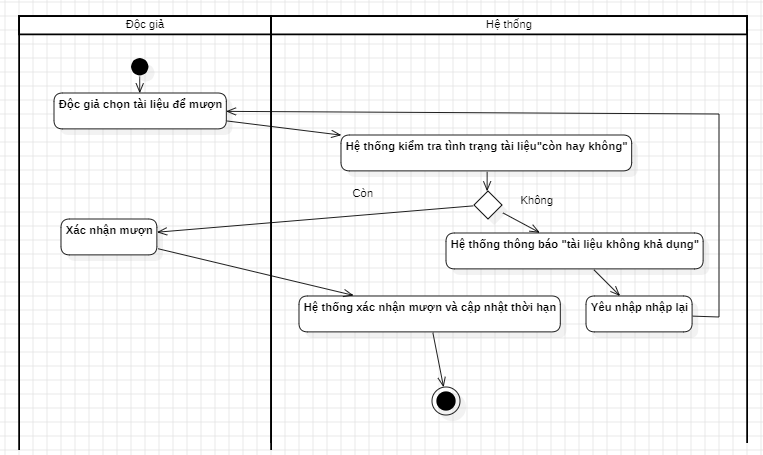 Độc giả
Hệ thống
Độc giả chọn tài liệu để mượn
Hệ thống kiểm tra tình trạng tài liệu"còn hay không"
Còn
Không
Xác nhận mượn
Hệ thống thông báo "tài liệu không khả dụng"
Hệ thống xác nhận mượn và cập nhật thời hạn
Yêu nhập nhập lại